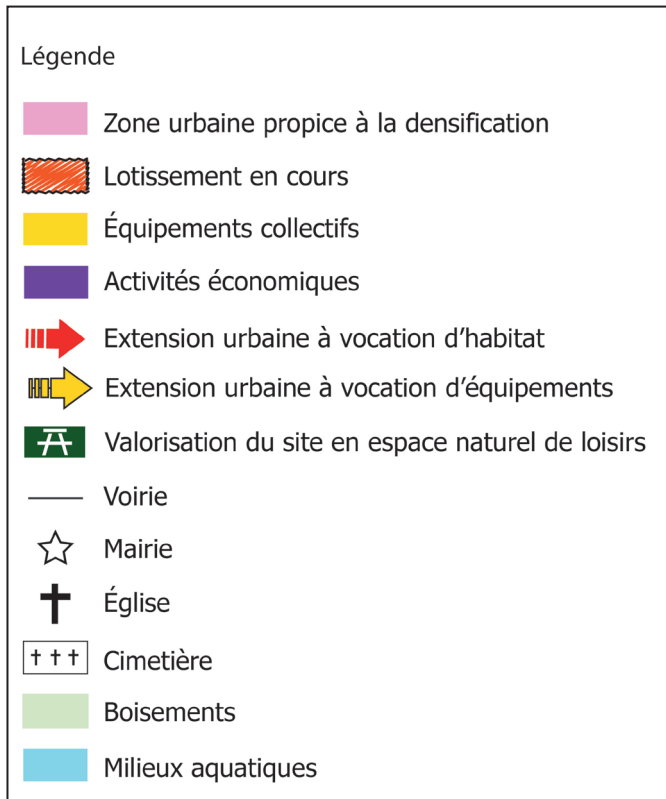 Légende
Zone urbaine propice à la densification
Lotissement en cours
Équipements collectifs
Activités économiques
Extension urbaine à vocation d’habitat
Extension urbaine à vocation d’équipements
Valorisation du site en espace naturel de loisirs
Voirie
Mairie
Église
Cimetière
Boisements
Milieux aquatiques